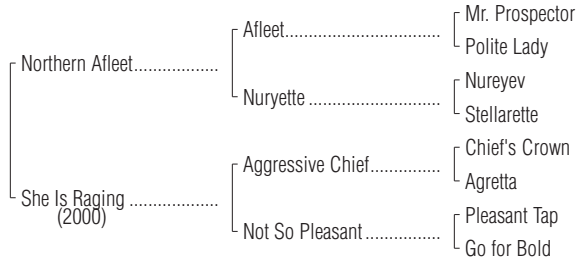 Mr. Prospector
Afleet
Polite Lady
Northern Afleet
Nureyev
Nuryette
Stellarette
Chief's Crown
Aggressive Chief
Agretta
She Is Raging
(2000)
Pleasant Tap
Not So Pleasant
Go for Bold